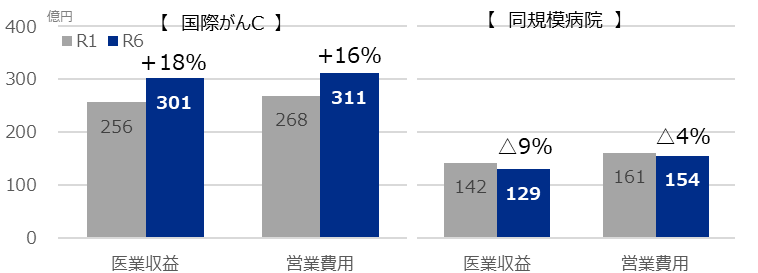 億円
【 国際がんC 】
【 同規模病院 】
R1 R6
400
300
200
100
0
+18%
+16%
256
301
268
311
△9%
△4%
142
129
161
154
医業収益
営業費用
医業収益
営業費用